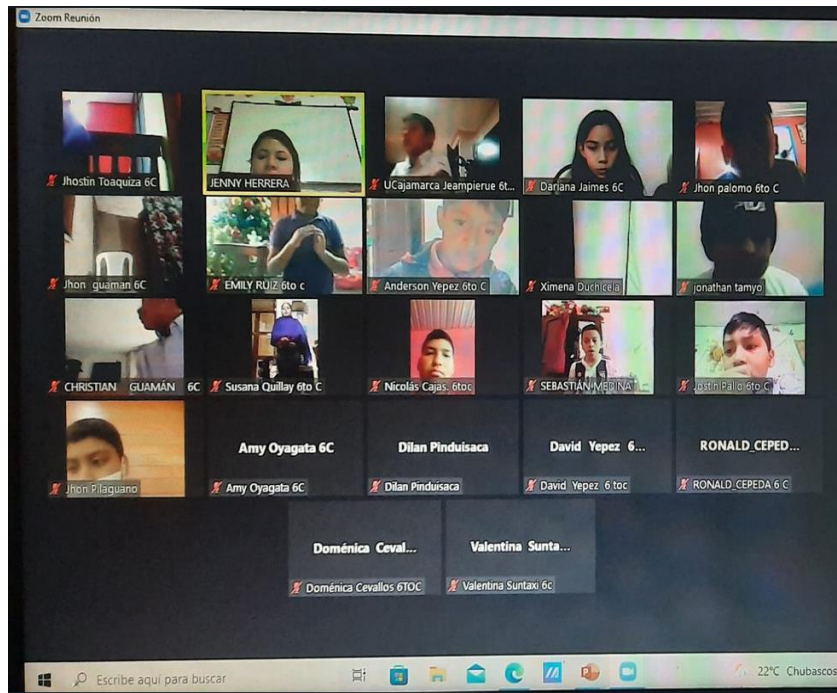 Zoom Reunión
Jhostin Toaquiza 6C
JENNY HERRERA
UCajamarca Jeampierue 6t...
Dariana Jaimes 6C
Jhon palomo 6to C
Jhon guaman 6C
EMILY RUIZ 6to c
Anderson Yepez 6to C
Ximena Duchicela
jonathan tamyo
CHRISTIAN GUAMÁN 6C
Susana Quillay 6to C
Nicolás Cajas. 6toc
SEBASTIÁN MEDINA
Jostin Pallo 6to C
Jhon Pilaguano
Amy Oyagata 6C
Amy Oyagata 6C
Dilan Pinduisaca
Dilan Pinduisaca
David Yepez 6...
David Yepez 6 toc
RONALD_CEPED...
RONALD_CEPEDA 6 C
Doménica Ceval...
Doménica Cevallos 6TOC
Valentina Sunta...
Valentina Suntaxi 6c
Escribe aquí para buscar
22°C Chubascos